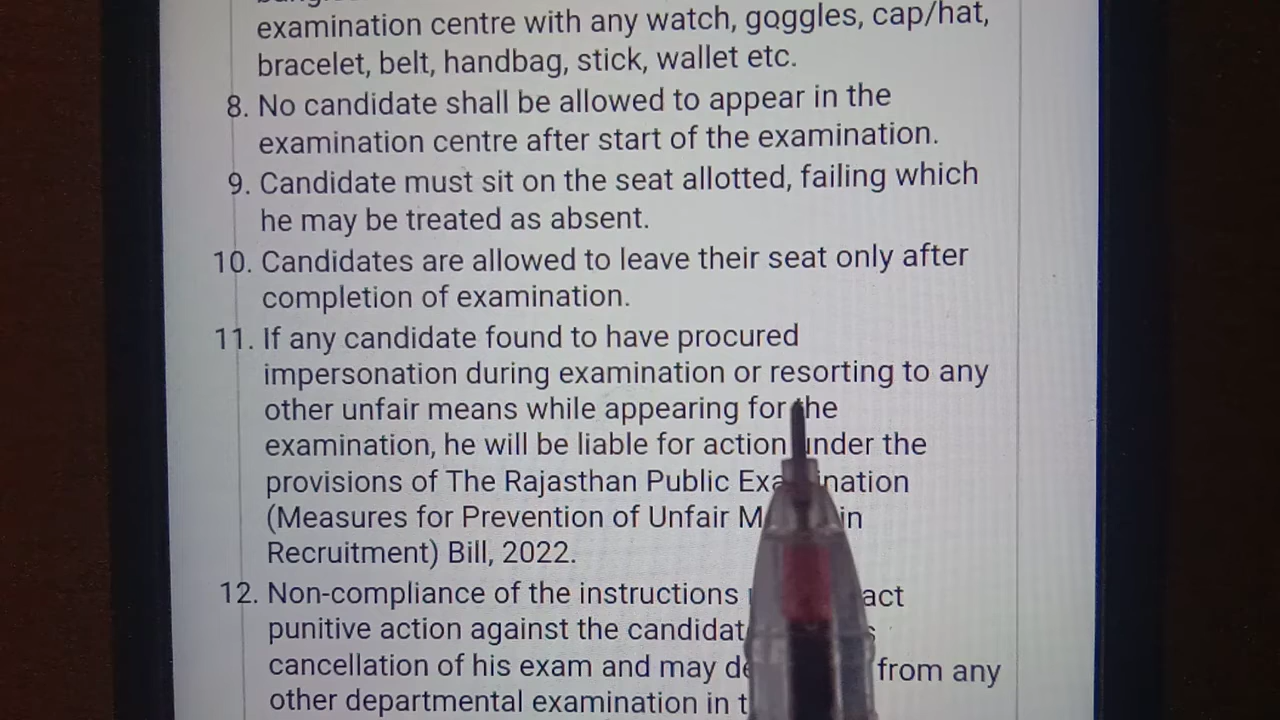 examination centre with any watch, goggles, cap/hat,
bracelet, belt, handbag, stick, wallet etc.
8. No candidate shall be allowed to appear in the
examination centre after start of the examination.
9. Candidate must sit on the seat allotted, failing which
he may be treated as absent.
10. Candidates are allowed to leave their seat only after
completion of examination.
11. If any candidate found to have procured
impersonation during examination or resorting to any
other unfair means while appearing for the
examination, he will be liable for action under the
provisions of The Rajasthan Public Examination
(Measures for Prevention of Unfair in
Recruitment) Bill, 2022.
12. Non-compliance of the instructions
punitive action against the
cancellation of his exam and may from any
other departmental examination in